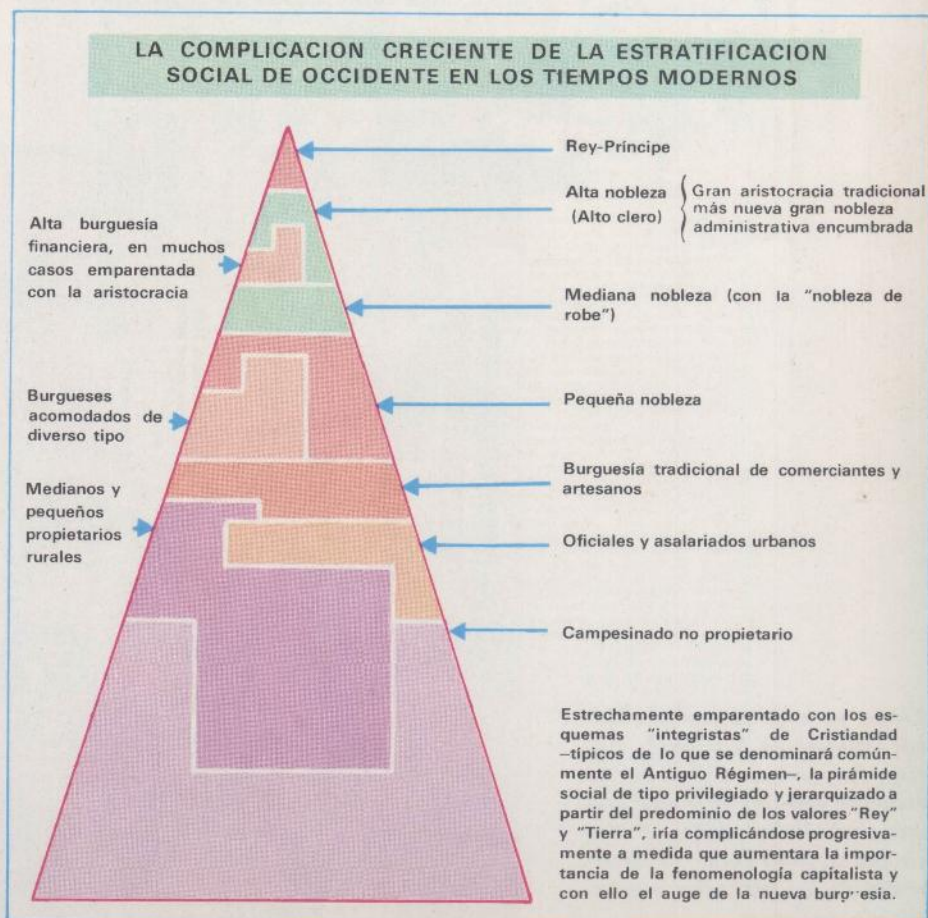 LA COMPLICACION CRECIENTE DE LA ESTRATIFICACION
SOCIAL DE OCCIDENTE EN LOS TIEMPOS MODERNOS
Rey-Príncipe
Alta nobleza
(Alto clero)
Gran aristocracia tradicional
más nueva gran nobleza
administrativa encumbrada
Alta burguesía
financiera, en muchos
casos emparentada
con la aristocracia
Mediana nobleza (con la "nobleza de
robe")
Burgueses
acomodados de
diverso tipo
Pequeña nobleza
Burguesía tradicional de comerciantes y
artesanos
Medianos y
pequeños
propietarios
rurales
Oficiales y asalariados urbanos
Campesinado no propietario
Estrechamente emparentado con los es-
quemas "integristas" de Cristiandad
—típicos de lo que se denominará común-
mente el Antiguo Régimen—, la pirámide
social de tipo privilegiado y jerarquizado a
partir del predominio de los valores "Rey"
y "Tierra", iría complicándose progresiva-
mente a medida que aumentara la impor-
tancia de la fenomenología capitalista y
con ello el auge de la nueva burguesia.